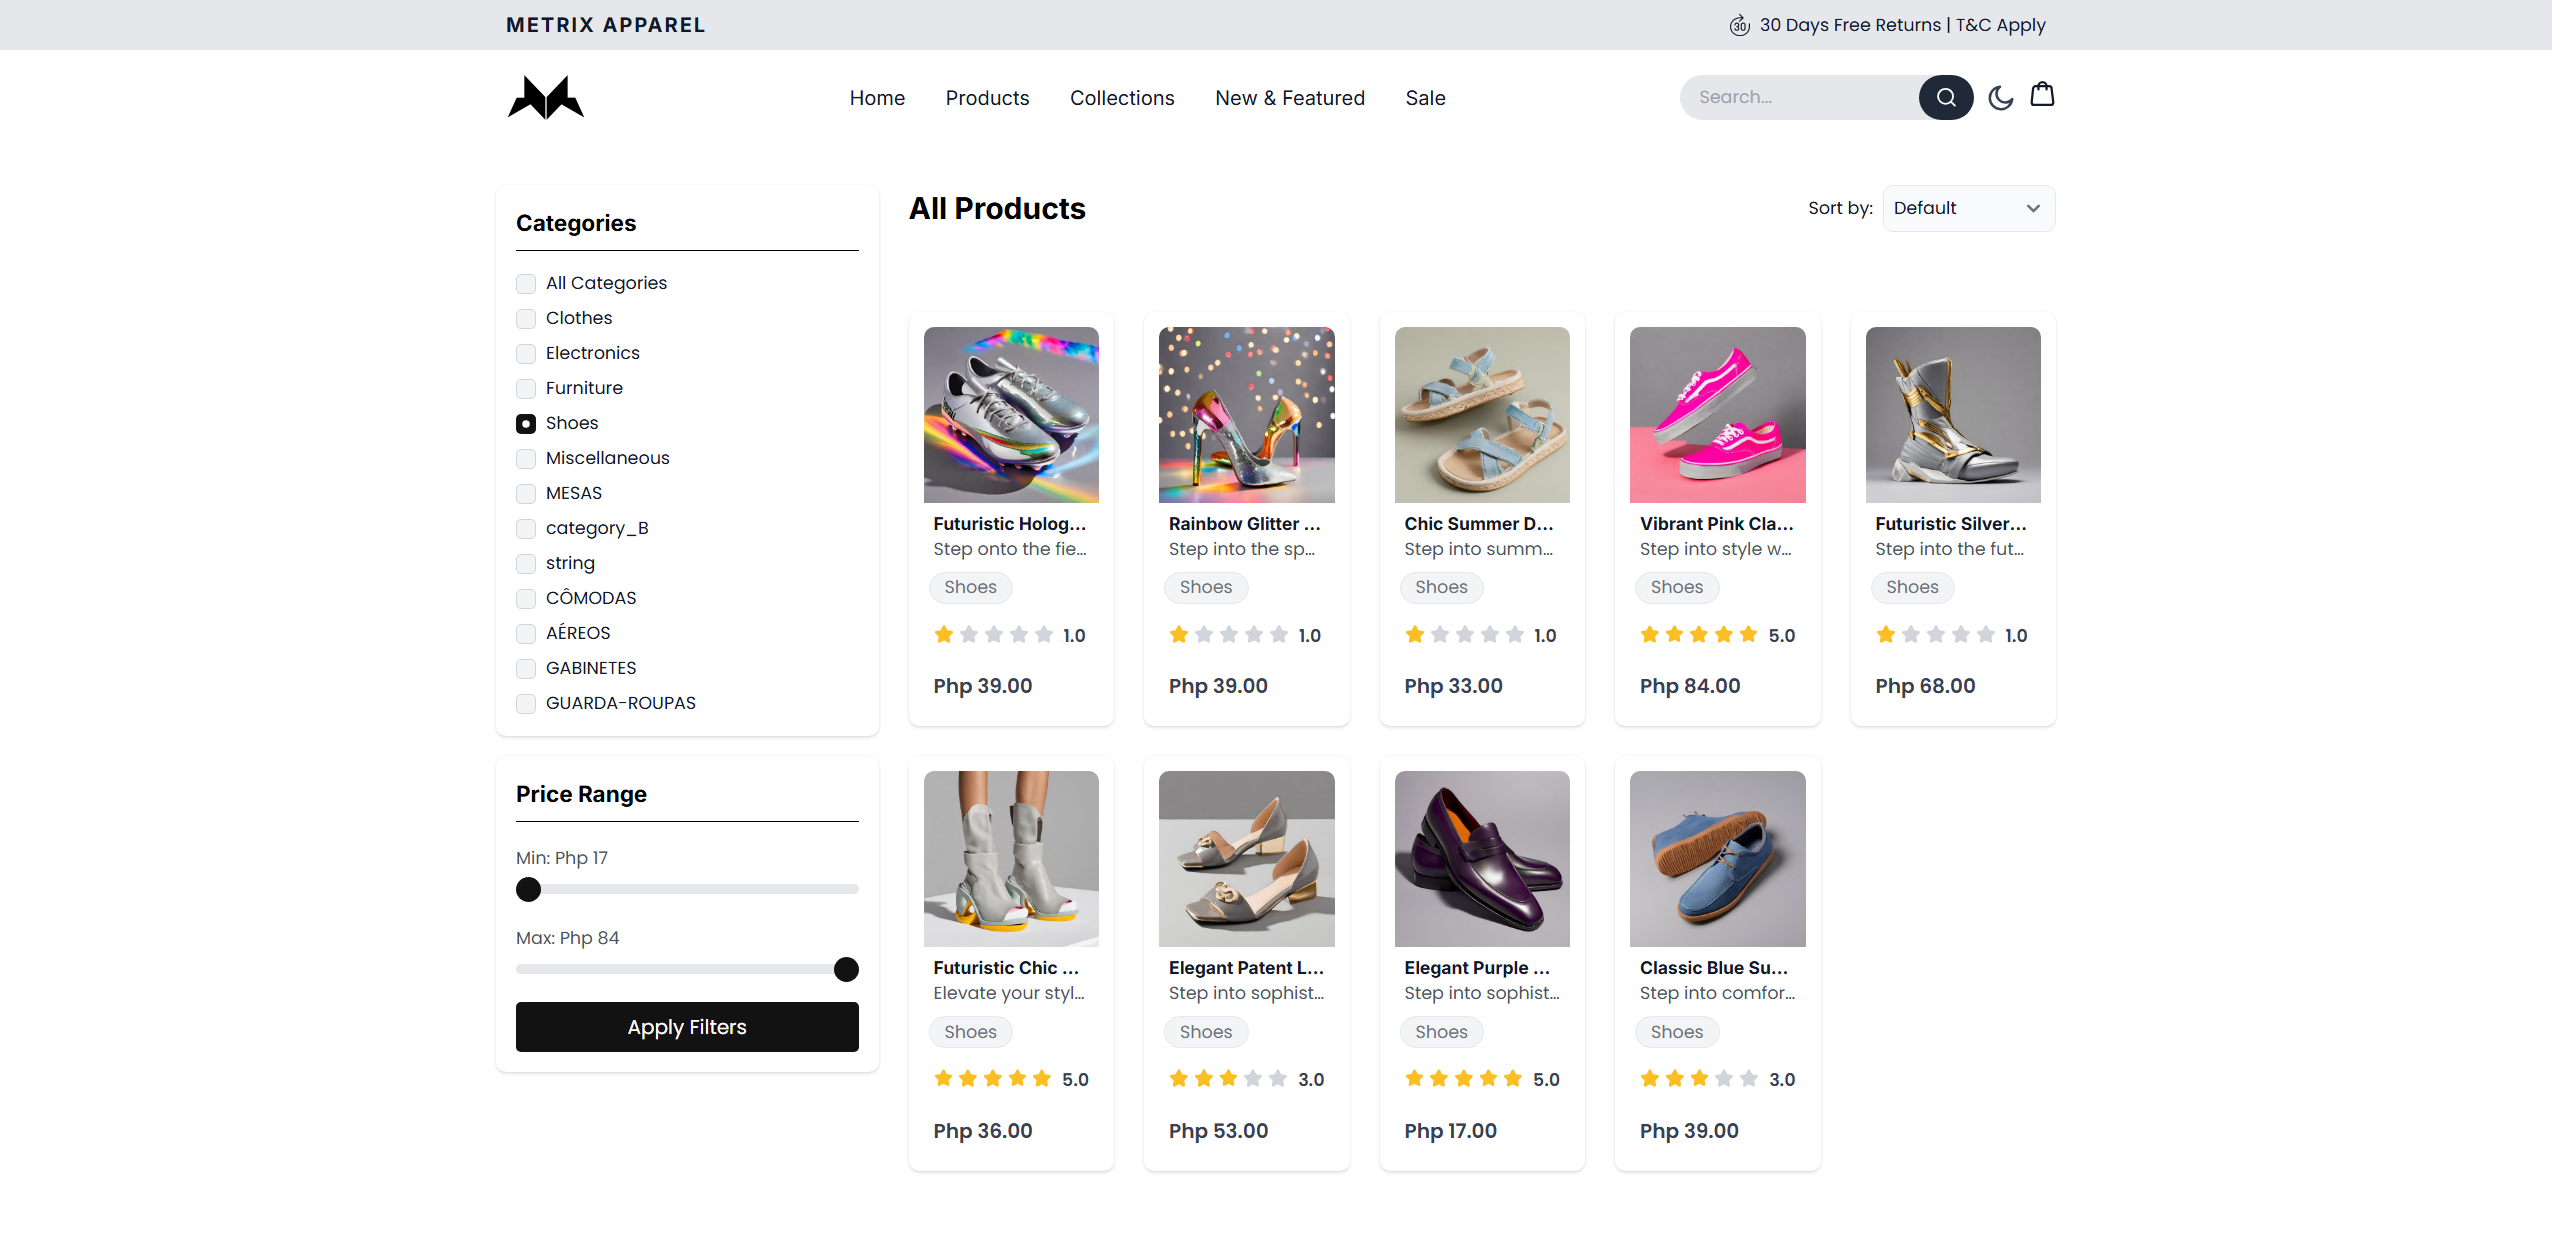 METRIX APPAREL
30 30 Days Free Returns | T&C Apply
Home Products Collections New & Featured Sale
Search...
Categories
All Categories
Clothes
Electronics
Furniture
Shoes
Miscellaneous
MESAS
category_B
string
CÔMODAS
AÉREOS
GABINETES
GUARDA-ROUPAS
Price Range
Min: Php 17
Max: Php 84
Apply Filters
All Products
Sort by: Default
Futuristic Holog...
Step onto the fie...
Shoes
1.0
Php 39.00
Rainbow Glitter ...
Step into the sp...
Shoes
1.0
Php 39.00
Chic Summer D...
Step into summ...
Shoes
1.0
Php 33.00
Vibrant Pink Cla...
Step into style w...
Shoes
5.0
Php 84.00
Futuristic Silver...
Step into the fut...
Shoes
1.0
Php 68.00
Futuristic Chic ...
Elevate your styl...
Shoes
5.0
Php 36.00
Elegant Patent L...
Step into sophist...
Shoes
3.0
Php 53.00
Elegant Purple ...
Step into sophist...
Shoes
5.0
Php 17.00
Classic Blue Su...
Step into comfor...
Shoes
3.0
Php 39.00